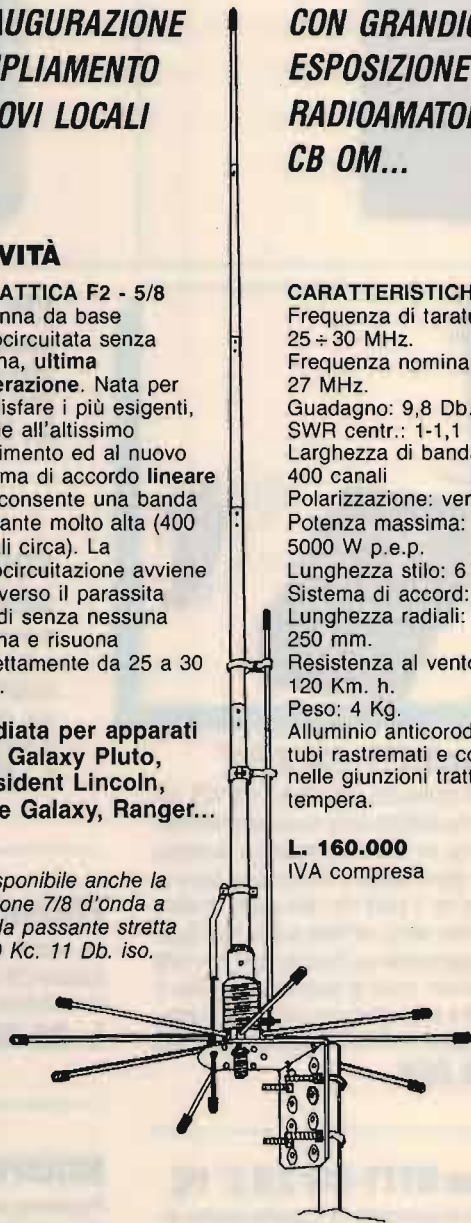 AUGURAZIONE
PLIAMENTO
OVI LOCALI
CON GRANDIO
ESPOSIZIONE
RADIOAMATOR
CB OM...
VITÀ
ATTICA F2 - 5/8
nna da base
ocircuitata senza
na, ultima
erazione. Nata per
isfare i più esigenti,
e all'altissimo
imento ed al nuovo
ma di accordo lineare
consente una banda
ante molto alta (400
li circa). La
ocircuitazione avviene
verso il parassita
di senza nessuna
na e risuona
ettamente da 25 a 30
diata per apparati
Galaxy Pluto,
sident Lincoln,
e Galaxy, Ranger...
sponibile anche la
ione 7/8 d'onda a
da passante stretta
0 Kc. 11 Db. iso.
CARATTERISTICH
Frequenza di taratu
25÷30 MHz.
Frequenza nomina
27 MHz.
Guadagno: 9,8 Db.
SWR centr.: 1-1,1
Larghezza di banda
400 canali
Polarizzazione: ver
Potenza massima:
5000 W p.e.p.
Lunghezza stilo: 6
Sistema di accord:
Lunghezza radiali:
250 mm.
Resistenza al vento
120 Km. h.
Peso: 4 Kg.
Alluminio anticorod
tubi rastremati e co
nelle giunzioni tratt
tempera.
L. 160.000
IVA compresa